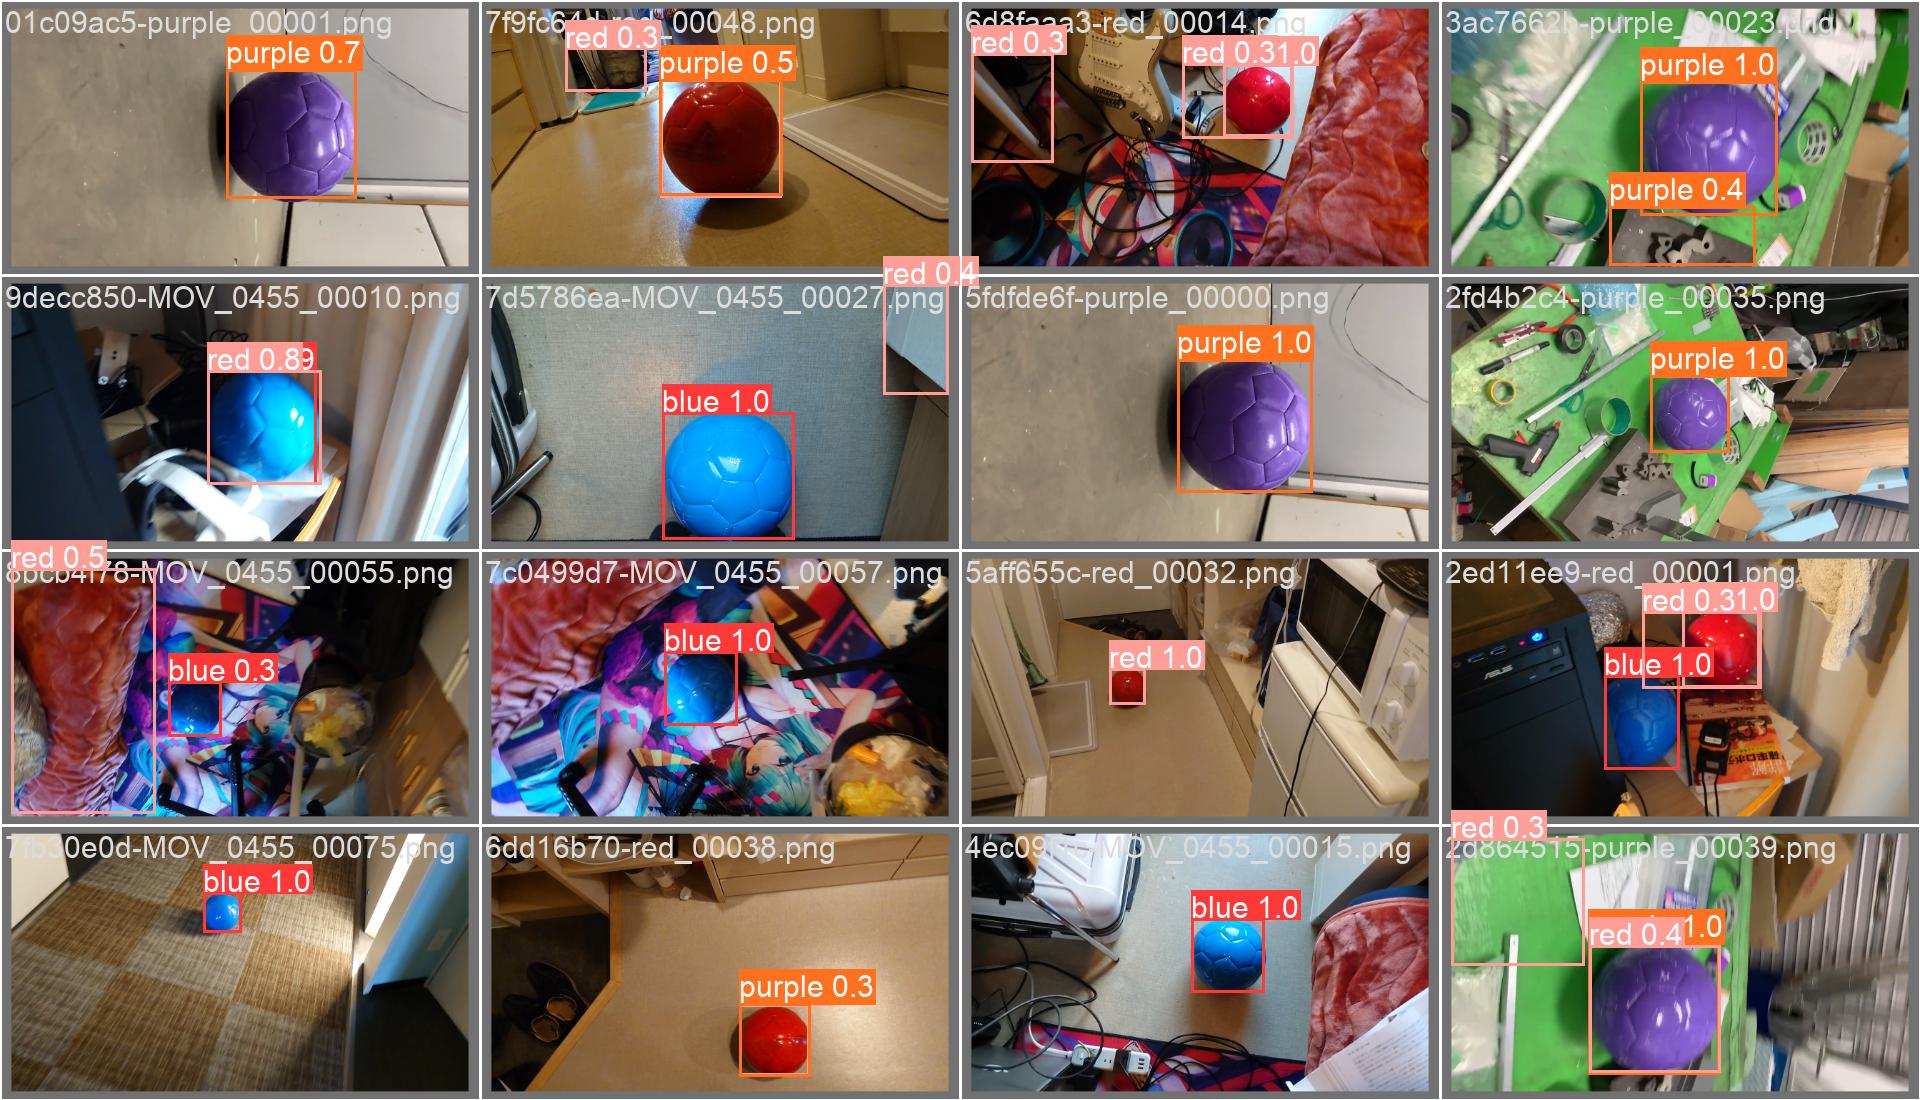 01c09ac5-purple_00001.png
purple 0.7
red 0.3
purple 0.5
6d8faaa3-red_00014.png
red 0.3
red 0.31.0
3ac7662b-purple_00023.png
purple 1.0
purple 0.4
9decc850-MOV_0455_00010.png
red 0.89
7d5786ea-MOV_0455_00027.png
red 0.4
blue 1.0
5fdfde6f-purple_00000.png
purple 1.0
2fd4b2c4-purple_00035.png
purple 1.0
8bcb4f78-MOV_0455_00055.png
red 0.5
blue 0.3
7c0499d7-MOV_0455_00057.png
blue 1.0
5aff655c-red_00032.png
red 1.0
2ed11ee9-red_00001.png
red 0.31.0
blue 1.0
ASUS
7fb30e0d-MOV_0455_00075.png
blue 1.0
6dd16b70-red_00038.png
purple 0.3
MOV_0455_00015.png
blue 1.0
red 0.3
2d864515-purple_00039.png
red 0.4 1.0